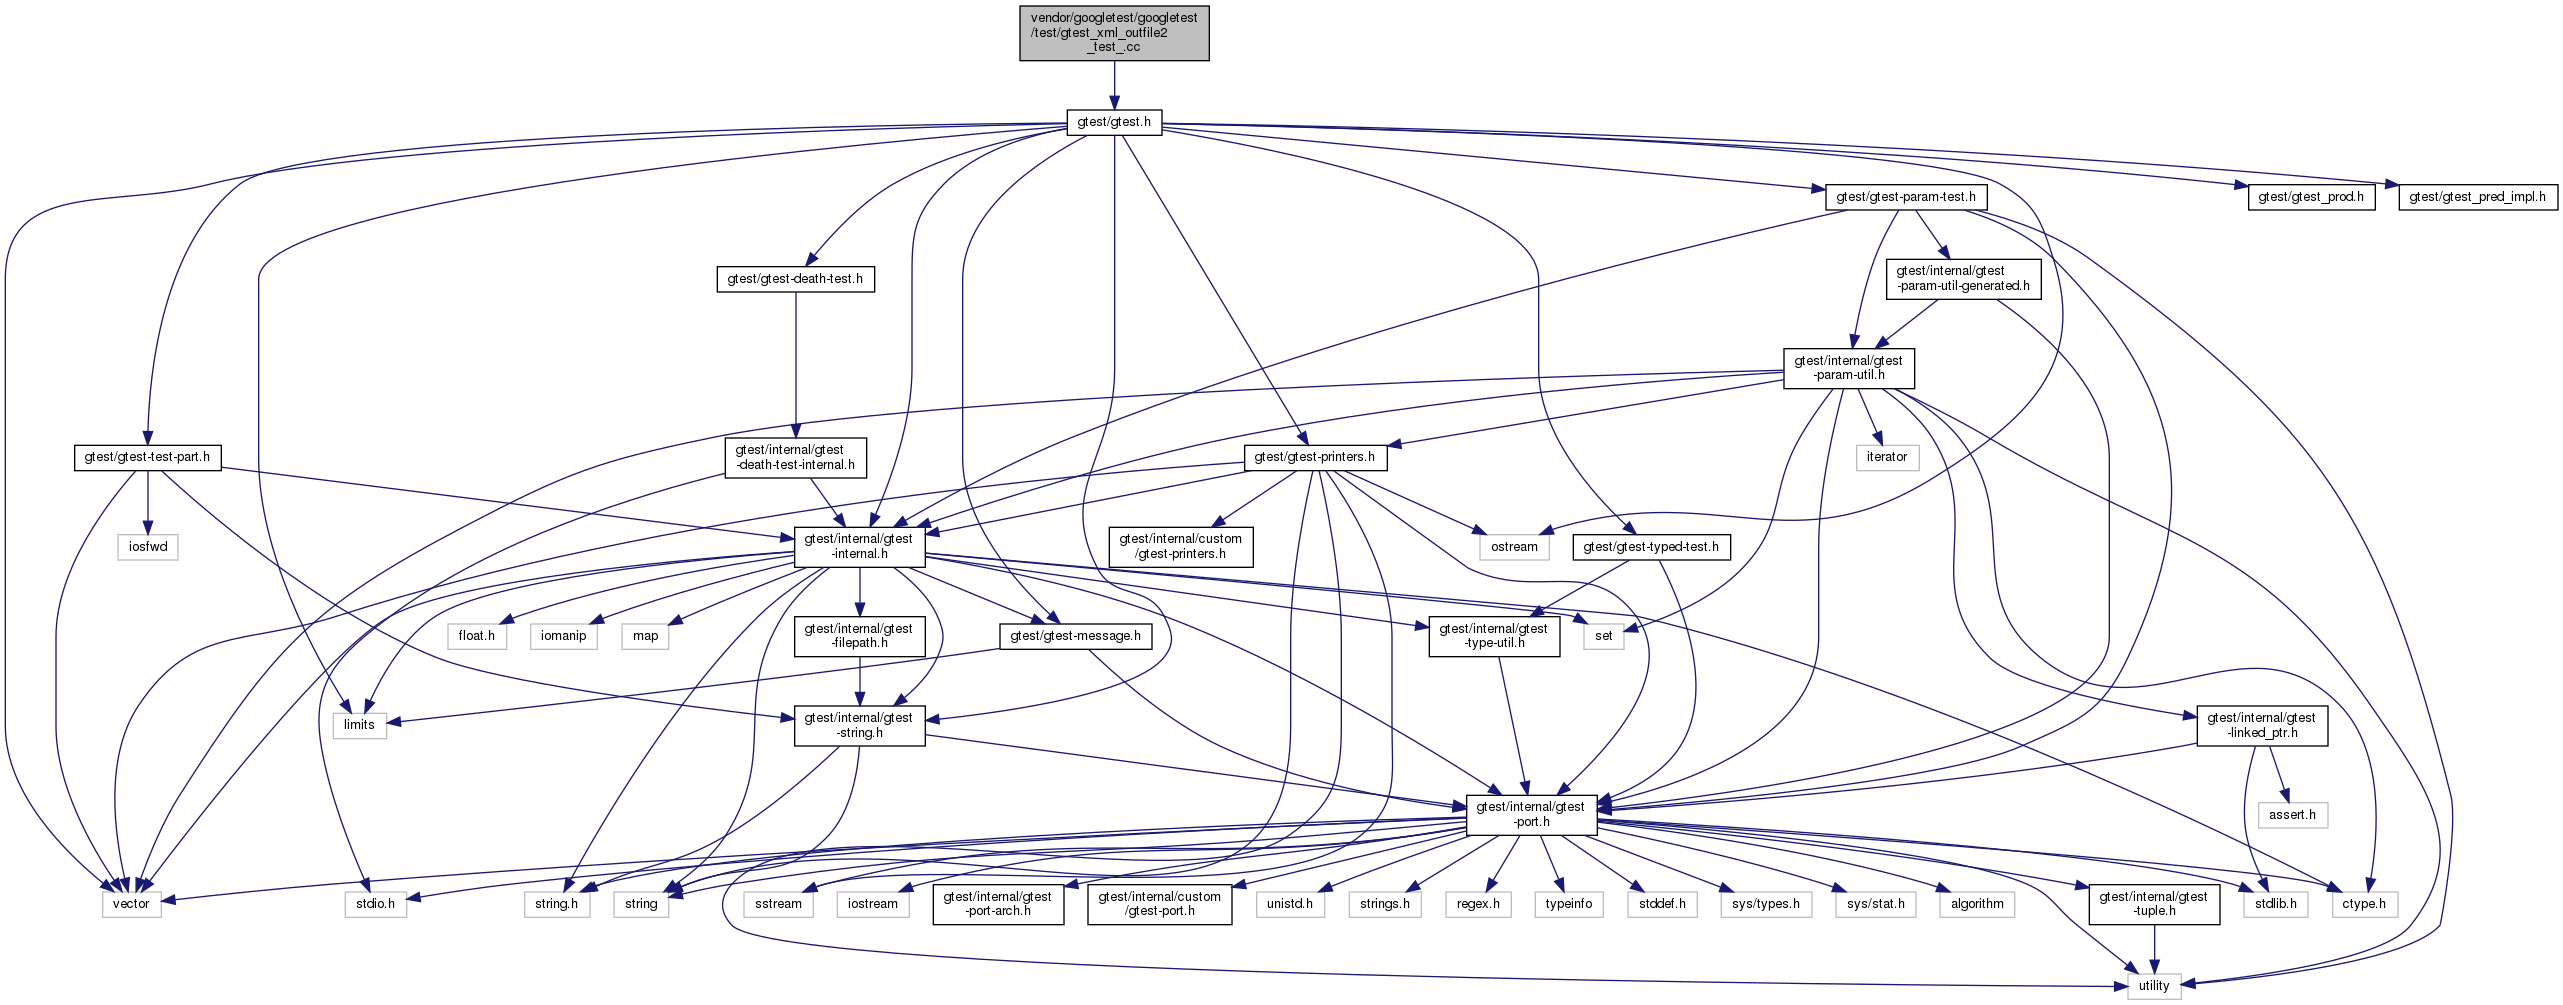 vendor/googletest/googletest
/test/gtest_xml_outfile2
_test_.cc
gtest/gtest.h
gtest/gtest-param-test.h
gtest/gtest_prod.h
gtest/gtest_pred_impl.h
gtest/gtest-death-test.h
gtest/internal/gtest
-param-util-generated.h
gtest/internal/gtest
-param-util.h
gtest/gtest-test-part.h
gtest/internal/gtest
-death-test-internal.h
gtest/gtest-printers.h
iterator
iosfwd
gtest/internal/gtest
-internal.h
gtest/internal/custom
/gtest-printers.h
ostream
gtest/gtest-typed-test.h
float.h
iomanip
map
gtest/internal/gtest
-filepath.h
gtest/gtest-message.h
gtest/internal/gtest
-type-util.h
set
limits
gtest/internal/gtest
-string.h
gtest/internal/gtest
-linked_ptr.h
gtest/internal/gtest
-port.h
assert.h
vector
stdio.h
string.h
string
sstream
iostream
gtest/internal/gtest
-port-arch.h
gtest/internal/custom
/gtest-port.h
unistd.h
strings.h
regex.h
typeinfo
stddef.h
sys/types.h
sys/stat.h
algorithm
gtest/internal/gtest
-tuple.h
stdlib.h
ctype.h
utility